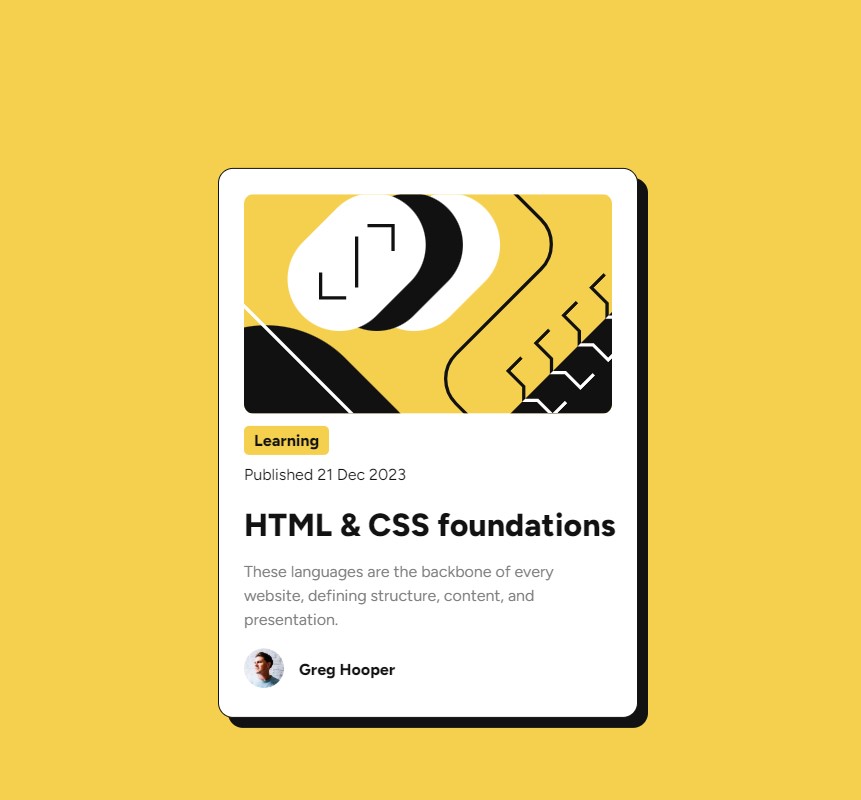 Learning
Published 21 Dec 2023
HTML & CSS foundations
These languages are the backbone of every
website, defining structure, content, and
presentation.
Greg Hooper